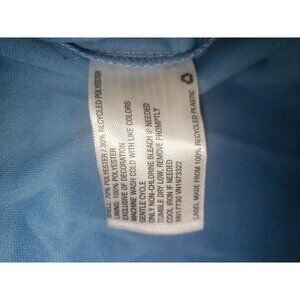 SHELL: 70% POLYESTER / 30% RECYCLED POLYESTER
LINING: 100% POLYESTER
EXCLUSIVE OF DECORATION
MACHINE WASH COLD WITH LIKE COLORS
GENTLE CYCLE
ONLY NON-CHLORINE BLEACH IF NEEDED
TUMBLE DRY LOW, REMOVE PROMPTLY
COOL IRON IF NEEDED
RN17730 VN1973322
LABEL MADE FROM 100% RECYCLED PLASTIC